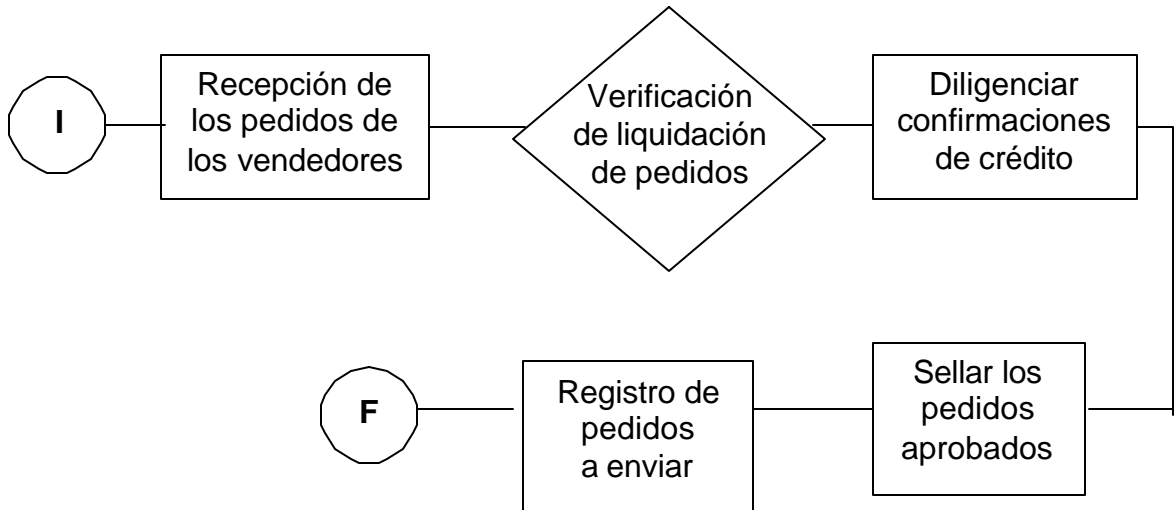 I
Recepción de
los pedidos de
los vendedores
Verificación
de liquidación
de pedidos
Diligenciar
confirmaciones
de crédito
Sellar los
pedidos
aprobados
Registro de
pedidos
a enviar
F